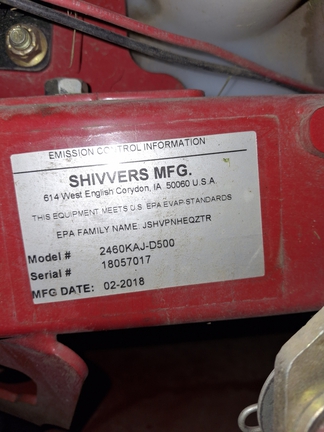 EMISSION CONTROL INFORMATION
SHIVVERS MFG.
614 West English Corydon, IA 50060 U.S.A.
THIS EQUIPMENT MEETS U.S. EPA EVAP STANDARDS
EPA FAMILY NAME: JSHVPNHEQZTR
Model # 2460KAJ-D500
Serial # 18057017
MFG DATE: 02-2018